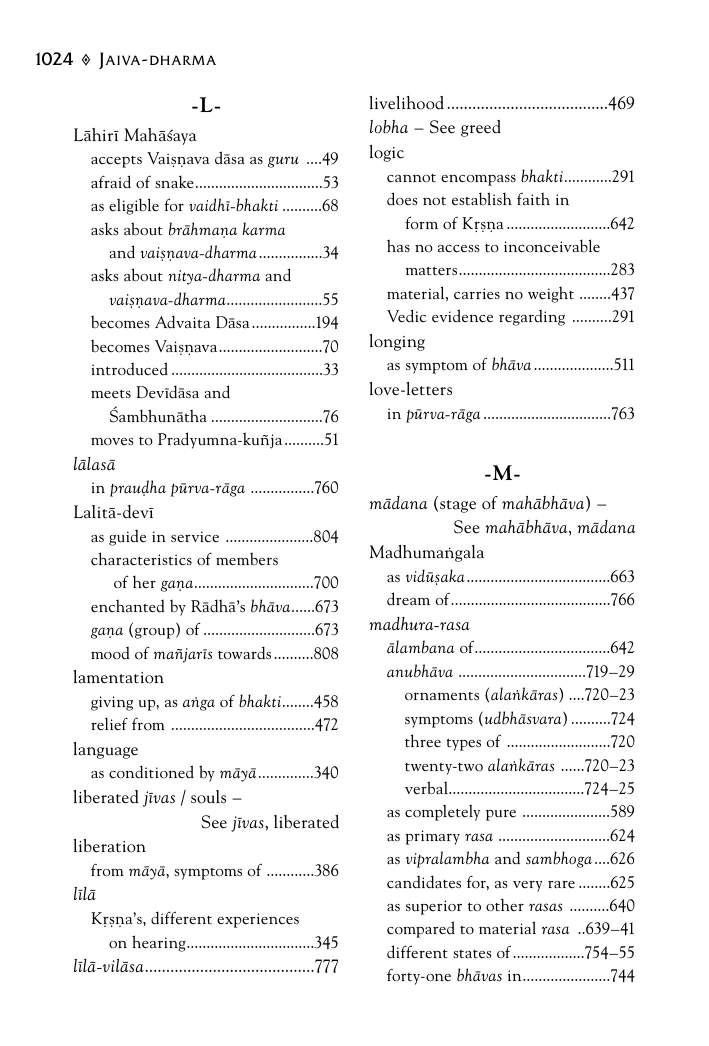 1024 ◈ JAIVA-DHARMA
-L-
Lāhirī Mahāśaya
accepts Vaiṣṇava dāsa as guru ....49
afraid of snake................................53
as eligible for vaidhī-bhakti ..........68
asks about brāhmaṇa karma
and vaiṣṇava-dharma................34
asks about nitya-dharma and
vaiṣṇava-dharma........................55
becomes Advaita Dāsa................194
becomes Vaiṣṇava..........................70
introduced ......................................33
meets Devīdāsa and
Śambhunātha ............................76
moves to Pradyumna-kuñja..........51
lālasā
in prauḍha pūrva-rāga ................760
Lalitā-devī
as guide in service ......................804
characteristics of members
of her gaṇa..............................700
enchanted by Rādhā's bhāva......673
gaṇa (group) of ............................673
mood of mañjarīs towards..........808
lamentation
giving up, as aṅga of bhakti........458
relief from ....................................472
language
as conditioned by māyā..............340
liberated jīvas / souls –
See jīvas, liberated
liberation
from māyā, symptoms of ............386
līlā
Kṛṣṇa's, different experiences
on hearing................................345
līlā-vilāsa........................................777
livelihood......................................469
lobha – See greed
logic
cannot encompass bhakti............291
does not establish faith in
form of Kṛṣṇa..........................642
has no access to inconceivable
matters......................................283
material, carries no weight ........437
Vedic evidence regarding ..........291
longing
as symptom of bhāva....................511
love-letters
in pūrva-rāga................................763
-M-
mādana (stage of mahābhāva) –
See mahābhāva, mādana
Madhumaṅgala
as vidūṣaka....................................663
dream of........................................766
madhura-rasa
ālambana of..................................642
anubhāva ................................719–29
ornaments (alaṅkāras) ....720–23
symptoms (udbhāsvara)..........724
three types of ..........................720
twenty-two alaṅkāras ......720–23
verbal..................................724–25
as completely pure ......................589
as primary rasa ............................624
as vipralambha and sambhoga....626
candidates for, as very rare........625
as superior to other rasas ..........640
compared to material rasa ..639–41
different states of..................754–55
forty-one bhāvas in......................744